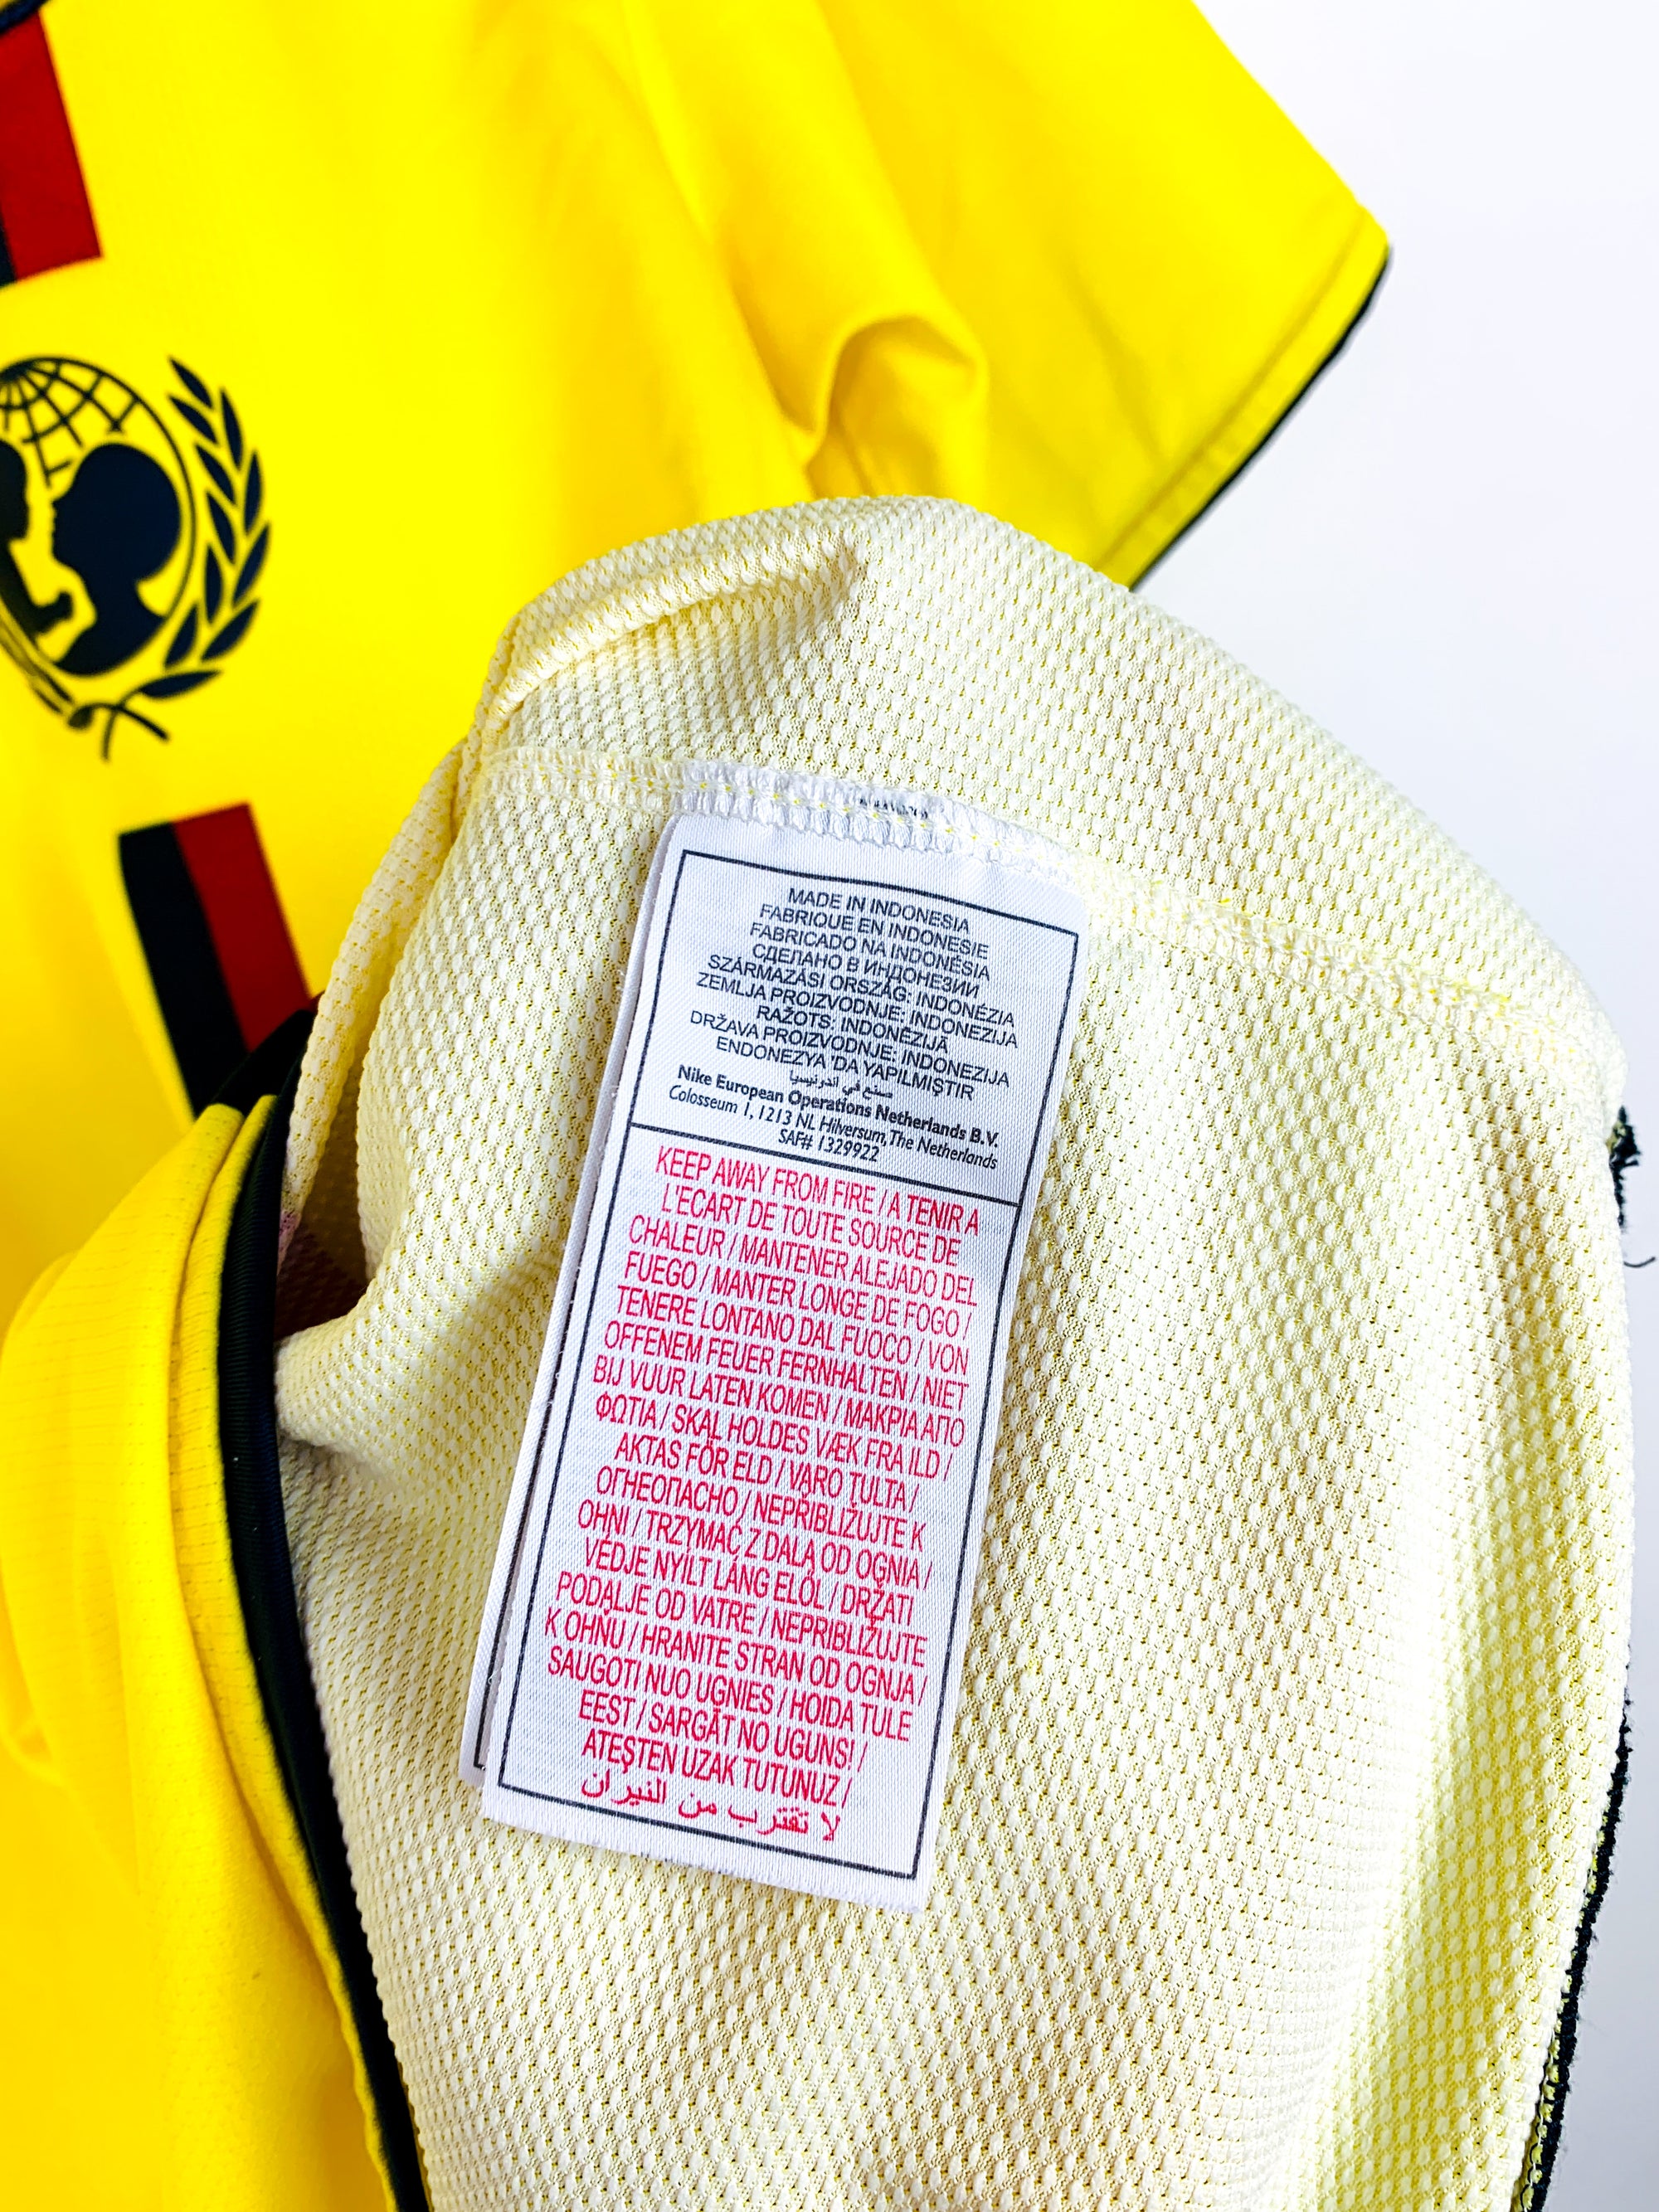 MADE IN INDONESIA
FABRIQUE EN INDONESIE
FABRICADO NA INDONÉSIA
СДЕЛАНО В ИНДОНЕЗИИ
SZÁRMAZÁSI ORSZÁG: INDONÉZIA
ZEMLJA PROIZVODNJE: INDONEZIJA
RAŽOTS: INDONĒZIJĀ
DRŽAVA PROIZVODNJE: INDONEZIJA
ENDONEZYA 'DA YAPILMIŞTIR
صنع في اندونيسيا
Nike European Operations Netherlands B.V.
Colosseum 1, 1213 NL Hilversum, The Netherlands
SAF# 1329922
KEEP AWAY FROM FIRE / A TENIR A
L'ECART DE TOUTE SOURCE DE
CHALEUR / MANTENER ALEJADO DEL
FUEGO / MANTER LONGE DE FOGO /
TENERE LONTANO DAL FUOCO / VON
OFFENEM FEUER FERNHALTEN / NIET
BIJ VUUR LATEN KOMEN / ΜΑΚΡΙΑ ΑΠΟ
ΦΩΤΙΑ / SKAL HOLDES VÆK FRA ILD /
AKTAS FÖR ELD / VARO TULTA /
ОГНЕОПАСНО / NEPŘIBLIŽUJTE K
OHNI / TRZYMAĆ Z DALA OD OGNIA /
VÉDJE NYÍLT LÁNG ELŐL / DRŽATI
PODALJE OD VATRE / NEPRIBLIŽUJTE
K OHŇU / HRANITE STRAN OD OGNJA /
SAUGOTI NUO UGNIES / HOIDA TULE
EEST / SARGĀT NO UGUNS! /
ATEŞTEN UZAK TUTUNUZ /
لا تقترب من النيران